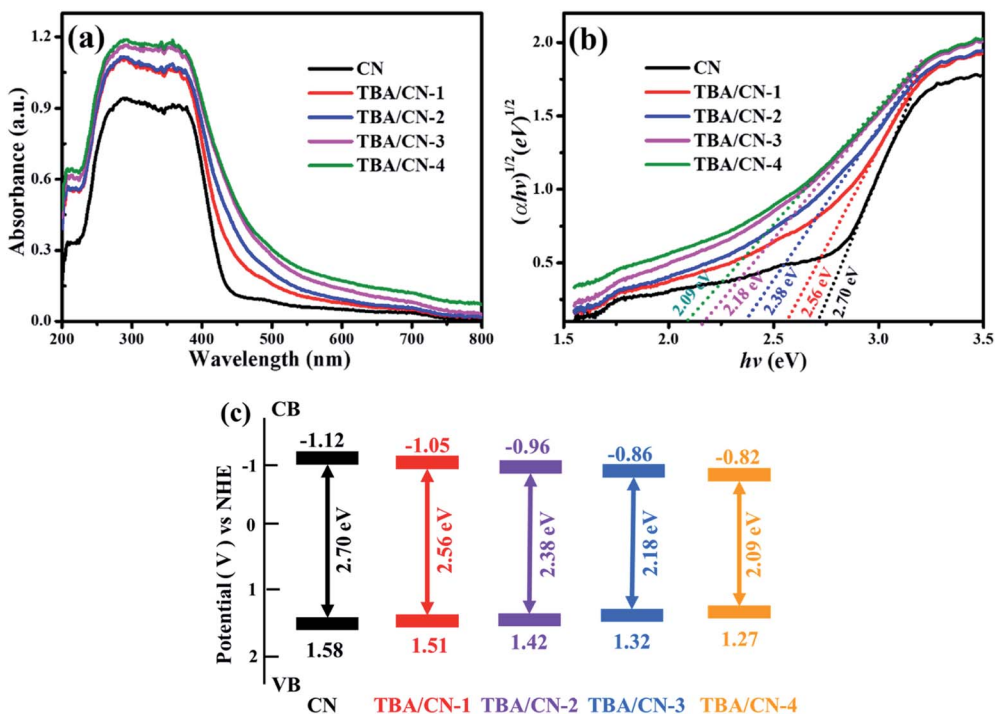 (a)
CN
TBA/CN-1
TBA/CN-2
TBA/CN-3
TBA/CN-4
Absorbance (a.u.)
1.2
0.9
0.6
0.3
0.0
200 300 400 500 600 700 800
Wavelength (nm)
(b)
CN
TBA/CN-1
TBA/CN-2
TBA/CN-3
TBA/CN-4
(αhν)^1/2(eV)^1/2
2.0
1.5
1.0
0.5
2.09 eV
2.18 eV
2.38 eV
2.56 eV
2.70 eV
1.5 2.0 2.5 3.0 3.5
hν (eV)
(c)
CB
Potential ( V ) vs NHE
-1
0
1
2
VB
-1.12 -1.05 -0.96 -0.86 -0.82
2.70 eV
2.56 eV
2.38 eV
2.18 eV
2.09 eV
1.58 1.51 1.42 1.32 1.27
CN TBA/CN-1 TBA/CN-2 TBA/CN-3 TBA/CN-4